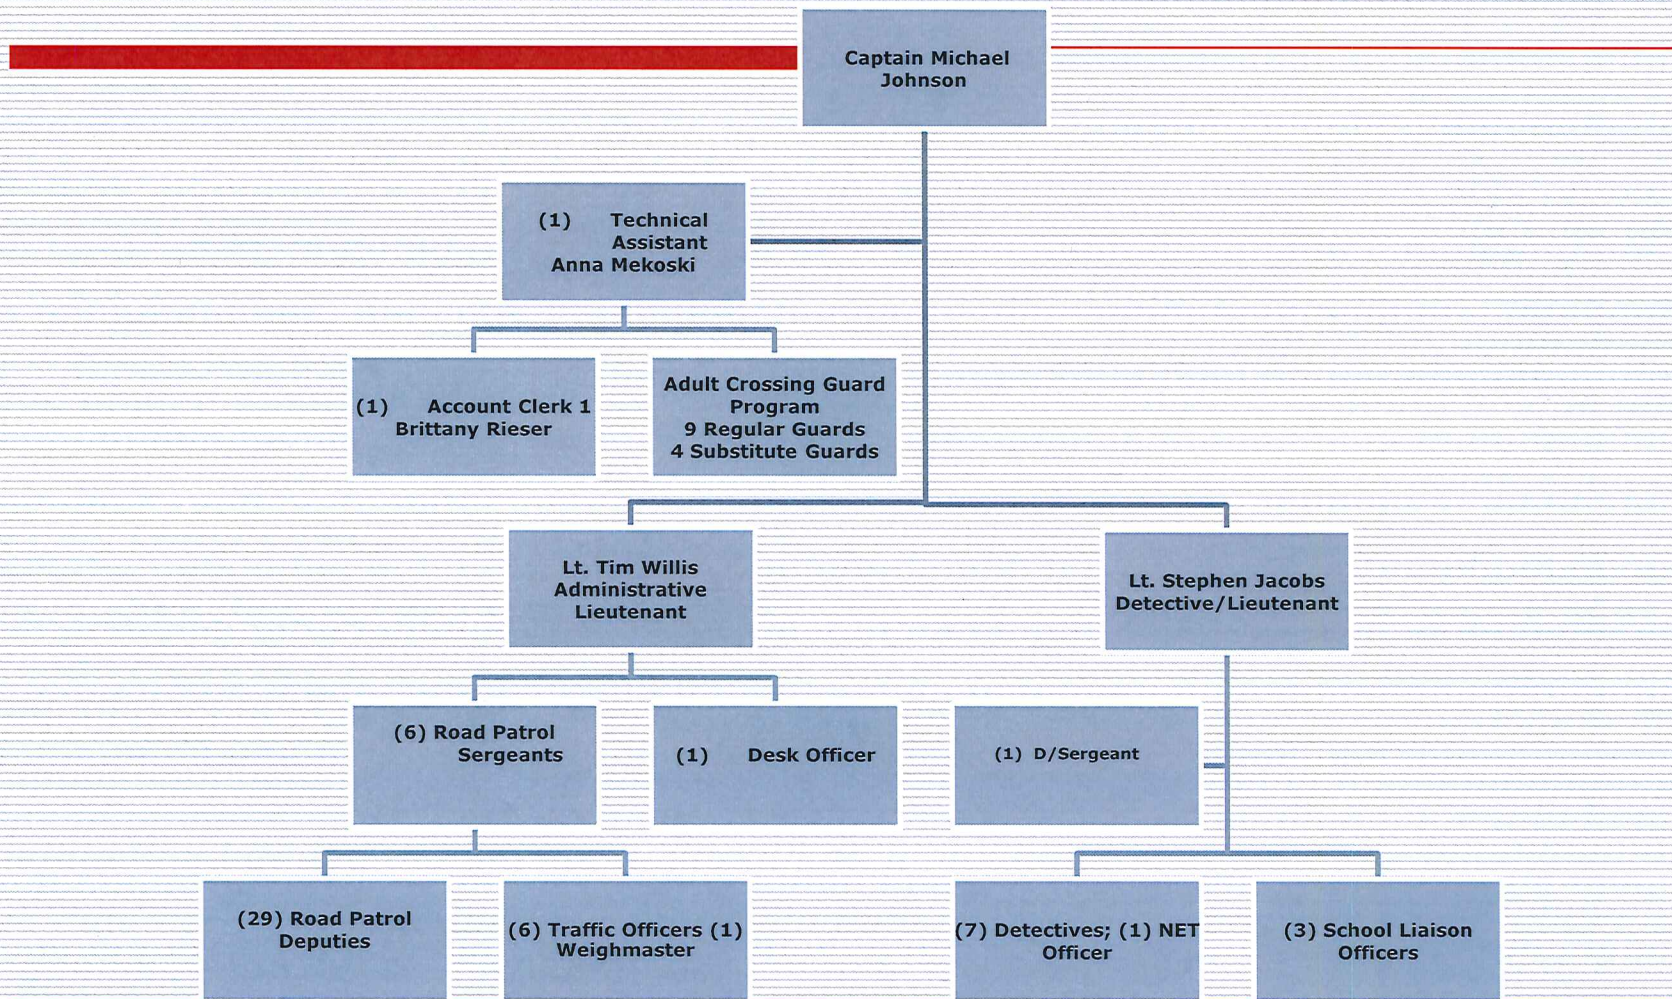 Captain Michael
Johnson
(1) Technical
Assistant
Anna Mekoski
(1) Account Clerk 1
Brittany Rieser
Adult Crossing Guard
Program
9 Regular Guards
4 Substitute Guards
Lt. Tim Willis
Administrative
Lieutenant
Lt. Stephen Jacobs
Detective/Lieutenant
(6) Road Patrol
Sergeants
(1) Desk Officer
(1) D/Sergeant
(29) Road Patrol
Deputies
(6) Traffic Officers (1)
Weighmaster
(7) Detectives; (1) NET
Officer
(3) School Liaison
Officers